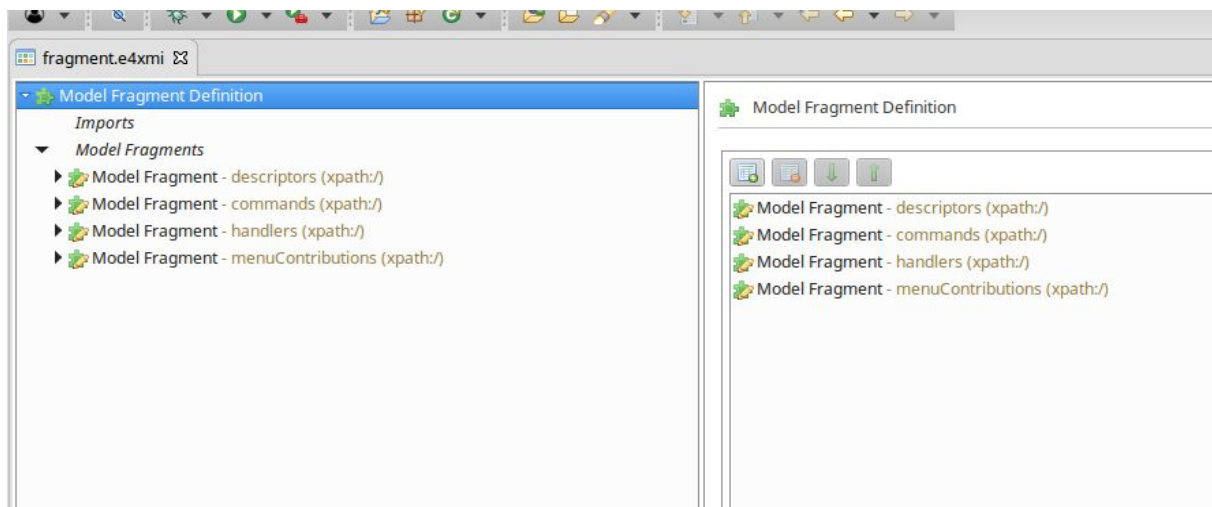 fragment.e4xmi
Model Fragment Definition
Imports
Model Fragments
Model Fragment - descriptors (xpath:/)
Model Fragment - commands (xpath:/)
Model Fragment - handlers (xpath:/)
Model Fragment - menuContributions (xpath:/)
Model Fragment Definition
Model Fragment - descriptors (xpath:/)
Model Fragment - commands (xpath:/)
Model Fragment - handlers (xpath:/)
Model Fragment - menuContributions (xpath:/)